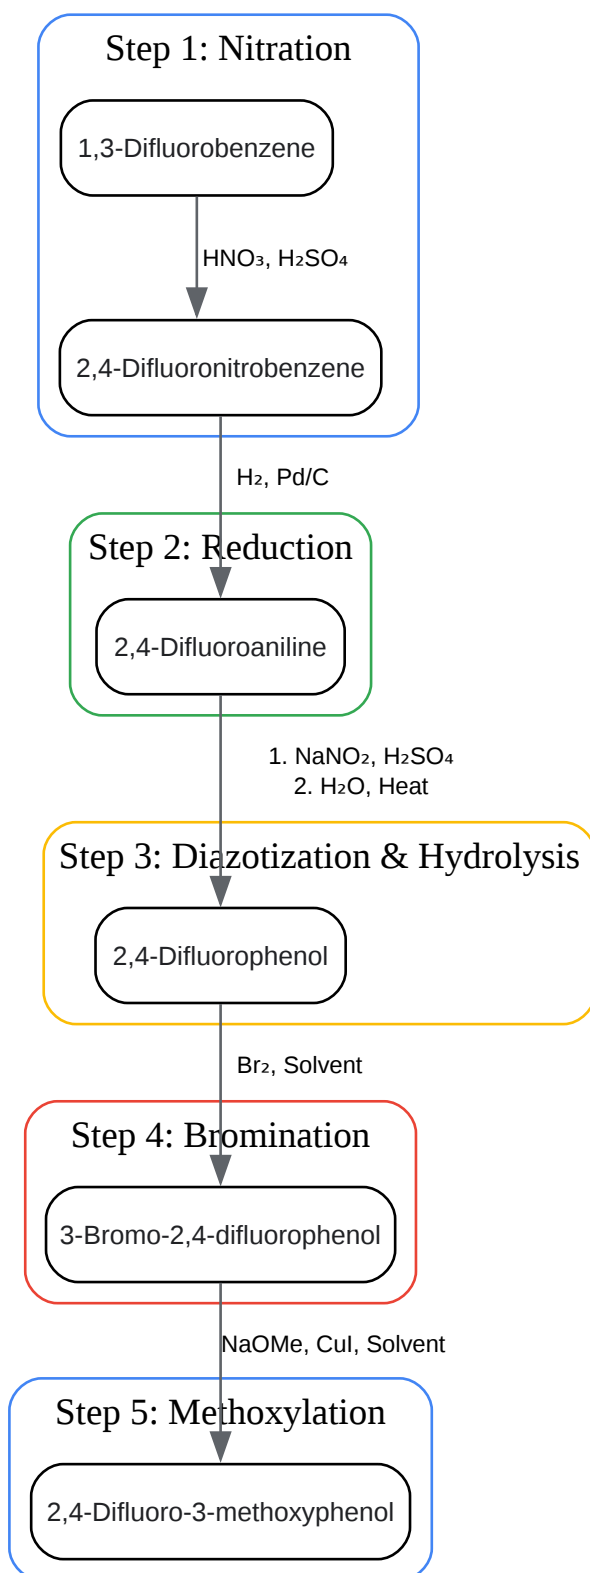 Step 1: Nitration
1,3-Difluorobenzene
HNO₃, H₂SO₄
2,4-Difluoronitrobenzene
H₂, Pd/C
Step 2: Reduction
2,4-Difluoroaniline
1. NaNO₂, H₂SO₄
2. H₂O, Heat
Step 3: Diazotization & Hydrolysis
2,4-Difluorophenol
Br₂, Solvent
Step 4: Bromination
3-Bromo-2,4-difluorophenol
NaOMe, CuI, Solvent
Step 5: Methoxylation
2,4-Difluoro-3-methoxyphenol